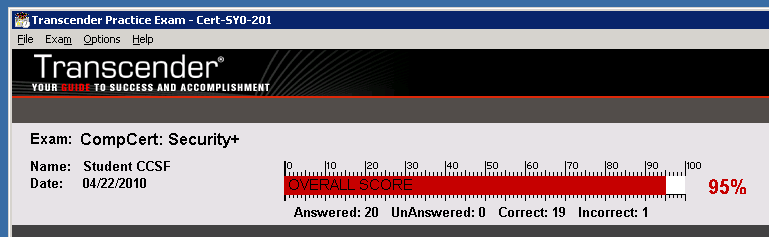 Transcender Practice Exam - Cert-SY0-201
File Exam Options Help
Transcender®
YOUR GUIDE TO SUCCESS AND ACCOMPLISHMENT
Exam: CompCert: Security+
Name: Student CCSF
Date: 04/22/2010
0 10 20 30 40 50 60 70 80 90 100
OVERALL SCORE
95%
Answered: 20 UnAnswered: 0 Correct: 19 Incorrect: 1